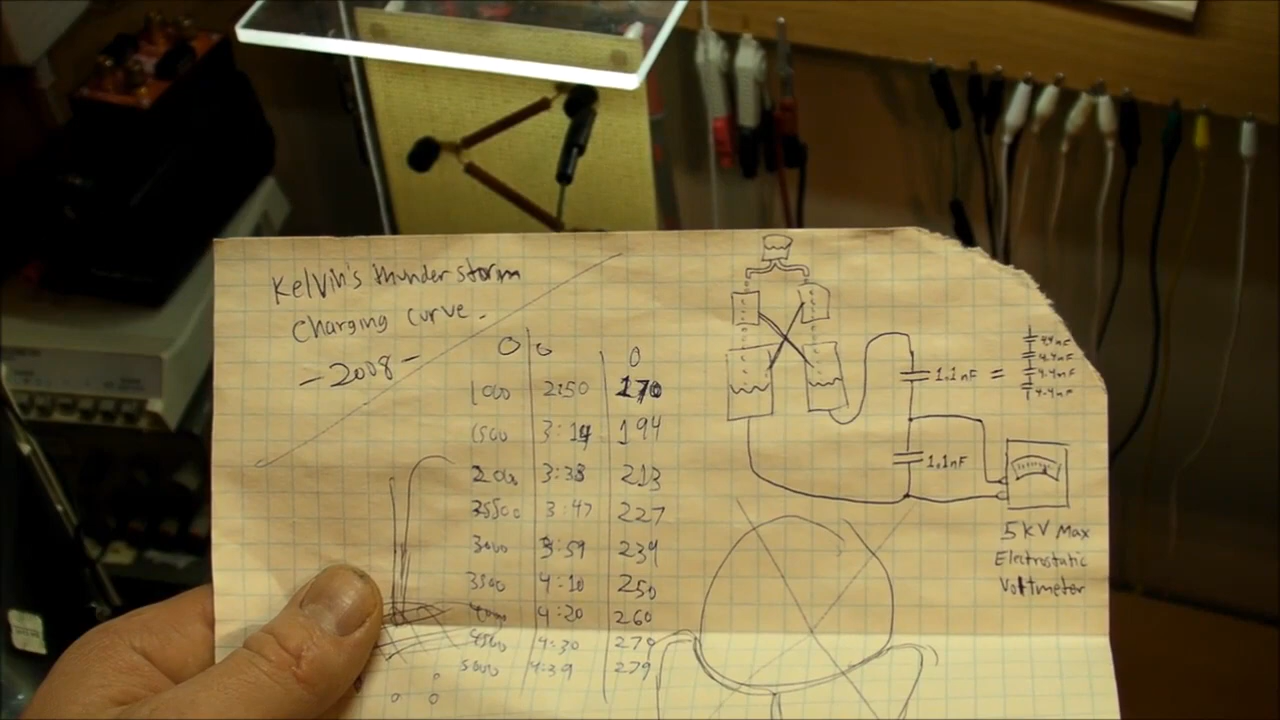 Kelvin's thunderstorm
Charging curve.
- 2008 -
0 0 0
1000 2:50 170
1500 3:14 194
2000 3:38 213
35500 3:47 227
3000 3:59 239
3500 4:10 250
4000 4:20 260
4500 4:30 270
5000 4:39 279
1.1nF =
4.4nF
4.4nF
4.4nF
4.4nF
1.1nF
5KV Max
Electrostatic
Voltmeter